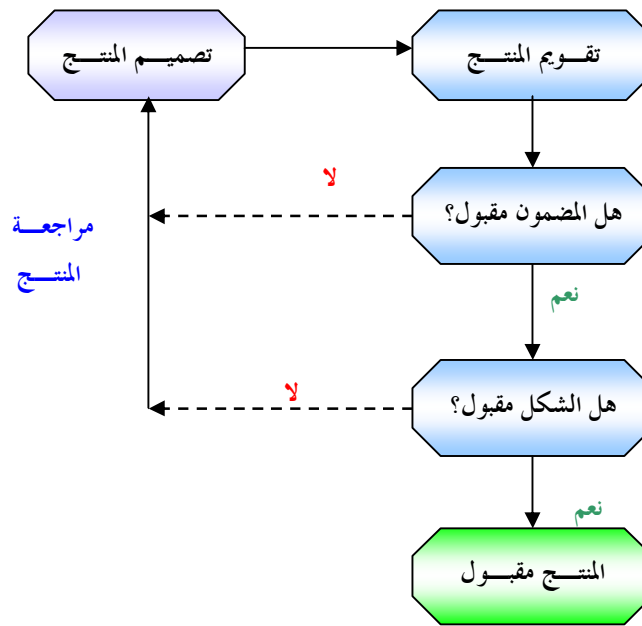 تصميم المنتج
تقويم المنتج
لا
هل المضمون مقبول؟
مراجعة
المنتج
نعم
لا
هل الشكل مقبول؟
نعم
المنتج مقبول